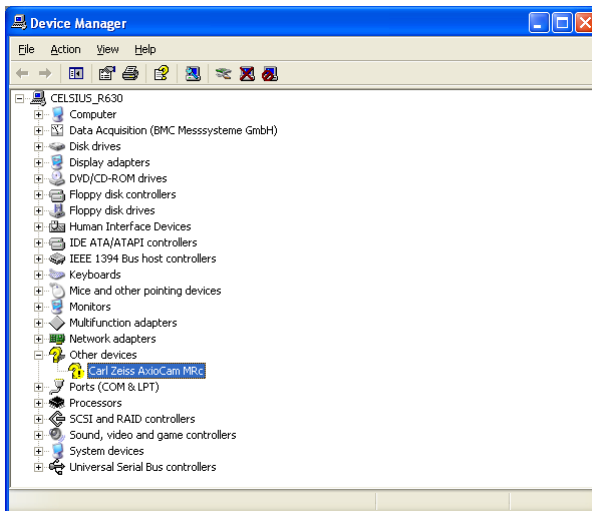 Device Manager
File Action View Help
CELSIUS_R630
Computer
Data Acquisition (BMC Messsysteme GmbH)
Disk drives
Display adapters
DVD/CD-ROM drives
Floppy disk controllers
Floppy disk drives
Human Interface Devices
IDE ATA/ATAPI controllers
IEEE 1394 Bus host controllers
Keyboards
Mice and other pointing devices
Monitors
Multifunction adapters
Network adapters
Other devices
Carl Zeiss AxioCam MRc
Ports (COM & LPT)
Processors
SCSI and RAID controllers
Sound, video and game controllers
System devices
Universal Serial Bus controllers